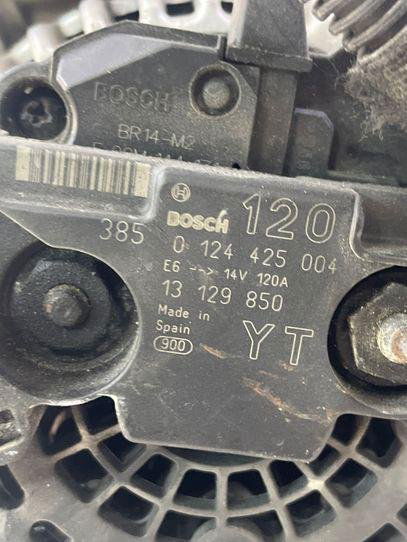 BOSCH
BR14-M2
BOSCH 120
385 0 124 425 004
E6 --> 14V 120A
13 129 850
Made in
Spain
YT
900